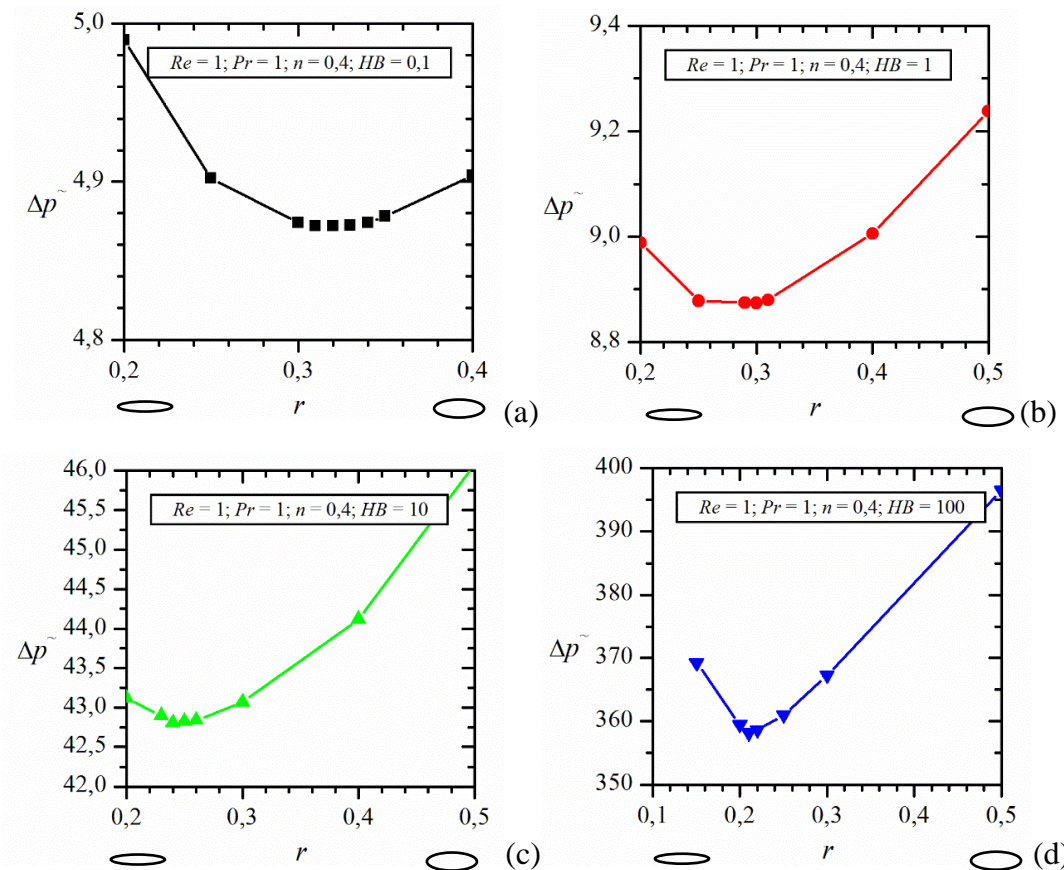 5,0
Re = 1; Pr = 1; n = 0,4; HB = 0,1
4,9
Δp~
4,8
0,2 0,3 0,4
r
(a)
9,4
Re = 1; Pr = 1; n = 0,4; HB = 1
9,2
Δp~
9,0
8,8
0,2 0,3 0,4 0,5
r
(b)
46,0
Re = 1; Pr = 1; n = 0,4; HB = 10
45,5
45,0
44,5
44,0
Δp~
43,5
43,0
42,5
42,0
0,2 0,3 0,4 0,5
r
(c)
400
Re = 1; Pr = 1; n = 0,4; HB = 100
390
380
Δp~
370
360
350
0,1 0,2 0,3 0,4 0,5
r
(d)